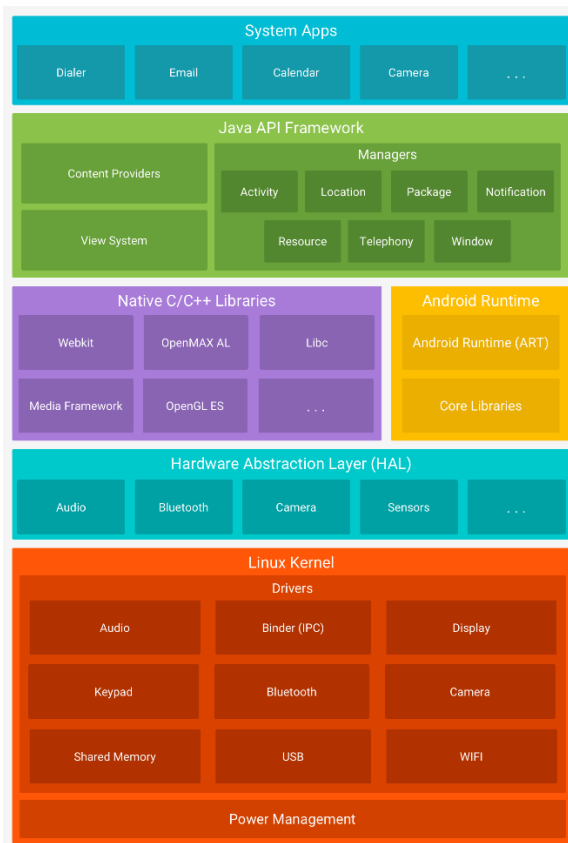 System Apps
Dialer
Email
Calendar
Camera
. . .
Java API Framework
Content Providers
View System
Managers
Activity
Location
Package
Notification
Resource
Telephony
Window
Native C/C++ Libraries
Webkit
OpenMAX AL
Libc
Media Framework
OpenGL ES
. . .
Android Runtime
Android Runtime (ART)
Core Libraries
Hardware Abstraction Layer (HAL)
Audio
Bluetooth
Camera
Sensors
. . .
Linux Kernel
Drivers
Audio
Binder (IPC)
Display
Keypad
Bluetooth
Camera
Shared Memory
USB
WIFI
Power Management